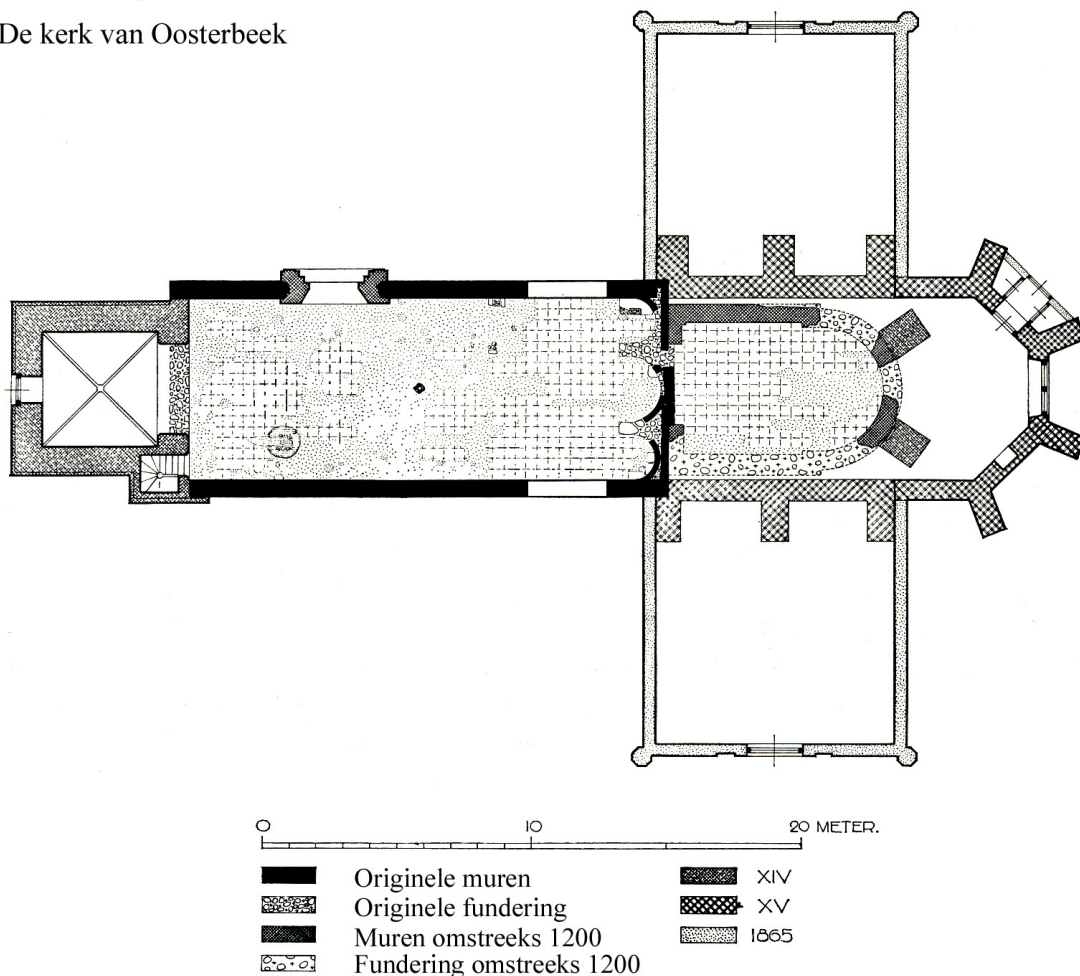 De kerk van Oosterbeek
0 10 20 METER.
Originele muren
Originele fundering
Muren omstreeks 1200
Fundering omstreeks 1200
XIV
XV
1865